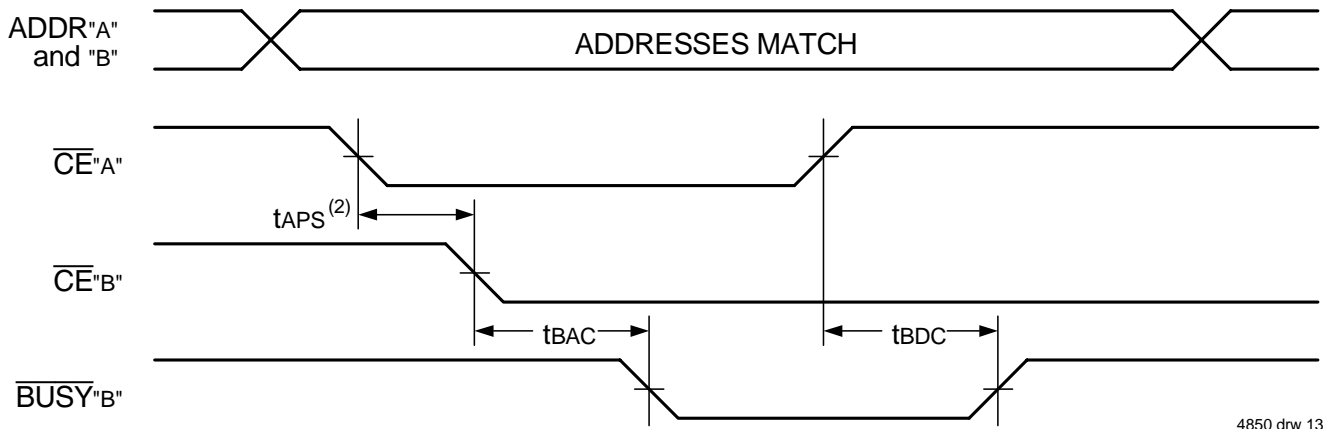 ADDR"A"
and "B"
ADDRESSES MATCH
CE"A"
tAPS(2)
CE"B"
tBAC
tBDC
BUSY"B"
4850 drw 13